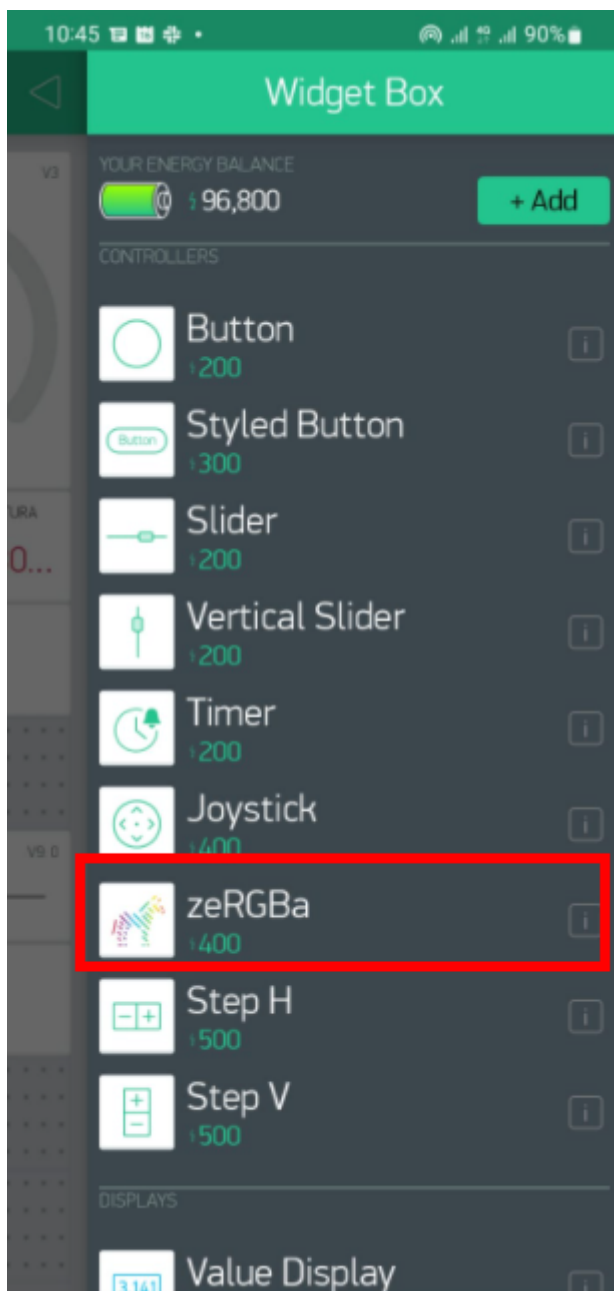 10:45
90%
Widget Box
V3
YOUR ENERGY BALANCE
96,800
+ Add
CONTROLLERS
Button
200
Button
Styled Button
300
URA
Slider
0...
200
Vertical Slider
200
Timer
200
Joystick
400
V9: 0
zeRGBa
400
Step H
500
Step V
500
DISPLAYS
Value Display
3.141